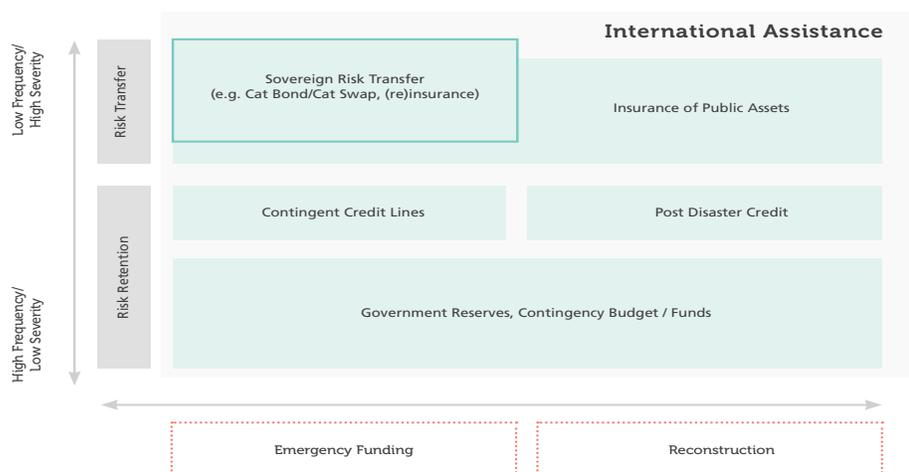 International Assistance
Low Frequency/
High Severity
Risk Transfer
Sovereign Risk Transfer
(e.g. Cat Bond/Cat Swap, (re)insurance)
Insurance of Public Assets
Contingent Credit Lines
Post Disaster Credit
High Frequency/
Low Severity
Risk Retention
Government Reserves, Contingency Budget / Funds
Emergency Funding
Reconstruction